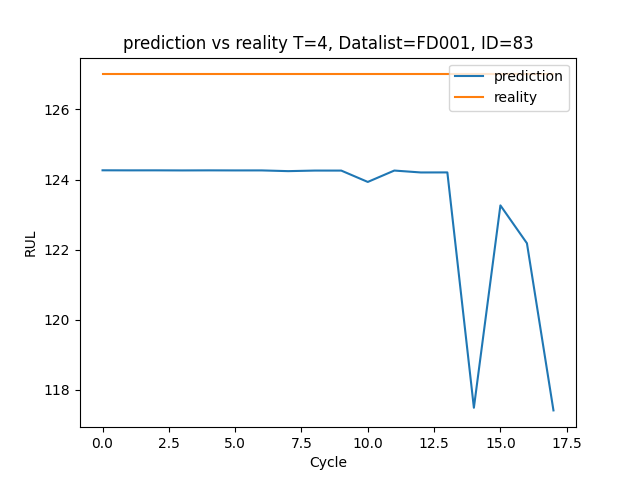 prediction vs reality T=4, Datalist=FD001, ID=83
prediction
reality
RUL
126
124
122
120
118
0.0 2.5 5.0 7.5 10.0 12.5 15.0 17.5
Cycle